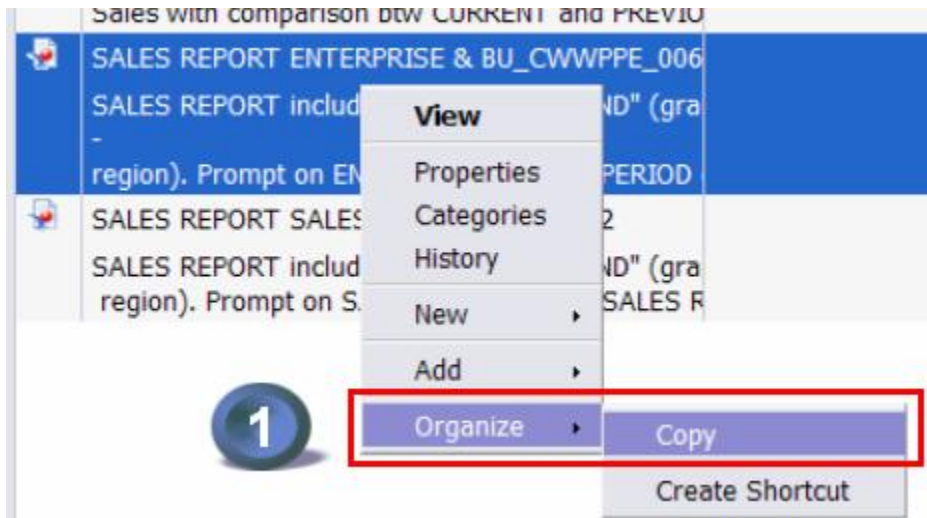 Sales with comparison btw CURRENT and PREVIO
SALES REPORT ENTERPRISE & BU_CWWPPE_006
SALES REPORT includ ND" (gra
-
region). Prompt on EN PERIOD
SALES REPORT SALES 2
SALES REPORT includ ND" (gra
region). Prompt on S. SALES R
View
Properties
Categories
History
New
Add
1
Organize
Copy
Create Shortcut